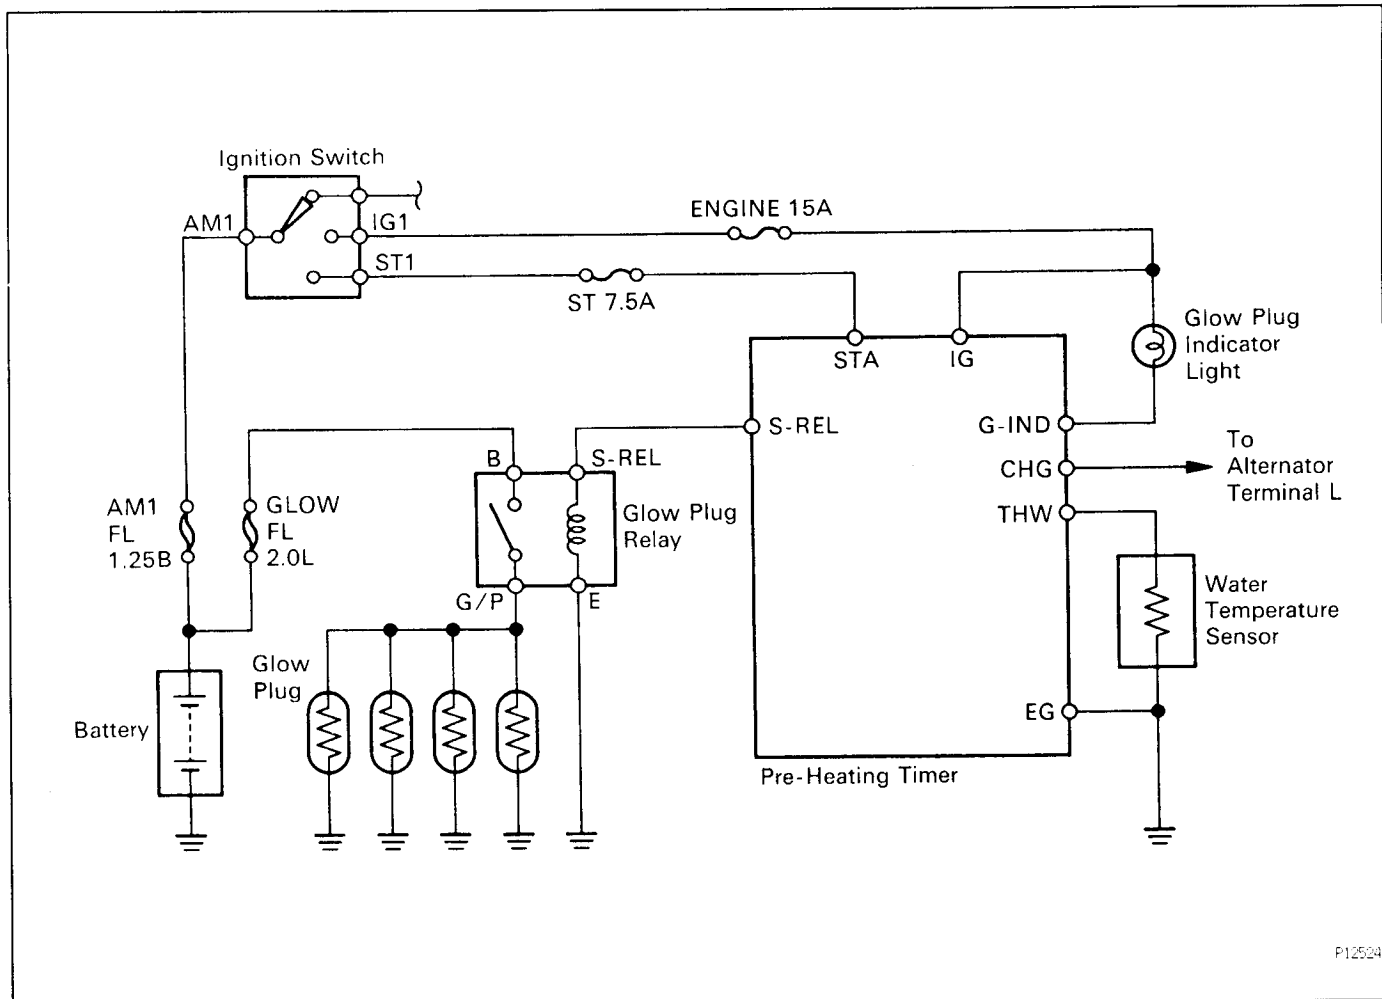 Ignition Switch
AM1
IG1
ST1
ENGINE 15A
ST 7.5A
STA
IG
Glow Plug
Indicator
Light
S-REL
G-IND
CHG
To
Alternator
Terminal L
THW
B
S-REL
AM1
FL
1.25B
GLOW
FL
2.0L
Glow Plug
Relay
G/P
E
Water
Temperature
Sensor
Glow
Plug
Battery
EG
Pre-Heating Timer
P12524